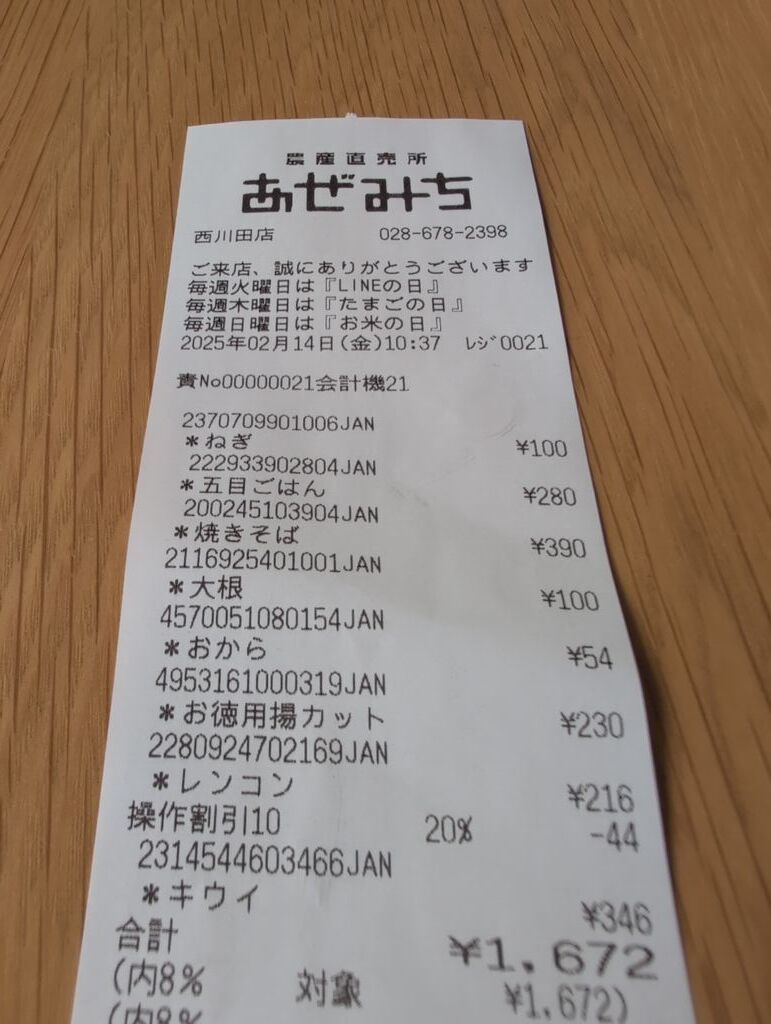 農産直売所
あぜみち
西川田店 028-678-2398
ご来店、誠にありがとうございます
毎週火曜日は『LINEの日』
毎週木曜日は『たまごの日』
毎週日曜日は『お米の日』
2025年02月14日(金)10:37 ﾚｼﾞ0021
責No00000021会計機21
2370709901006JAN
*ねぎ ¥100
222933902804JAN
*五目ごはん ¥280
200245103904JAN
*焼きそば ¥390
2116925401001JAN
*大根 ¥100
4570051080154JAN
*おから ¥54
4953161000319JAN
*お徳用揚カット ¥230
2280924702169JAN
*レンコン ¥216
操作割引10 20% -44
2314544603466JAN
*キウイ ¥346
合計 ¥1,672
(内8% 対象 ¥1,672)
(内8%